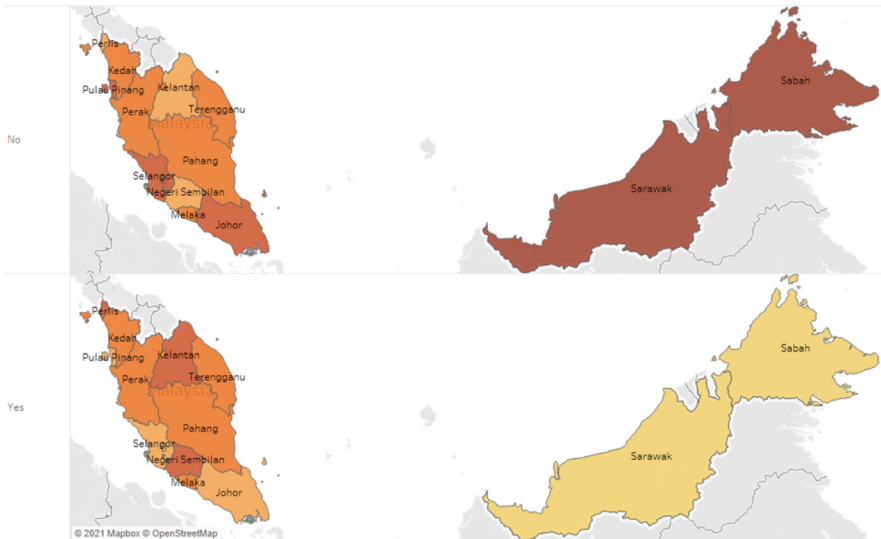 No
Perlis
Kedah
Pulau Pinang
Kelantan
Terengganu
Perak
Malaysia
Pahang
Selangor
Negeri Sembilan
Melaka
Johor
Sabah
Sarawak
Yes
Perlis
Kedah
Pulau Pinang
Kelantan
Terengganu
Perak
Malaysia
Pahang
Selangor
Negeri Sembilan
Melaka
Johor
Sabah
Sarawak
© 2021 Mapbox © OpenStreetMap